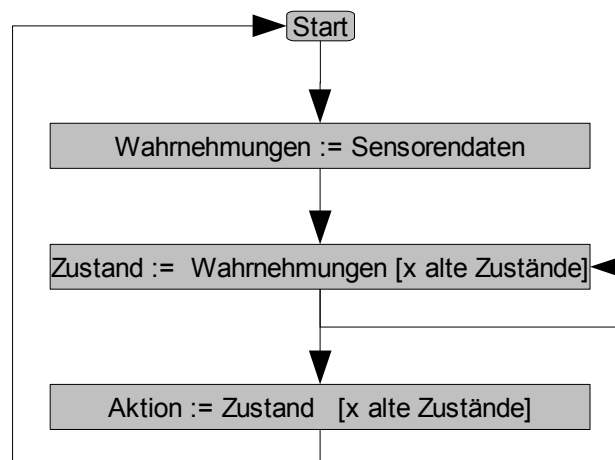 Start
Wahrnehmungen := Sensorendaten
Zustand := Wahrnehmungen [x alte Zustände]
Aktion := Zustand [x alte Zustände]